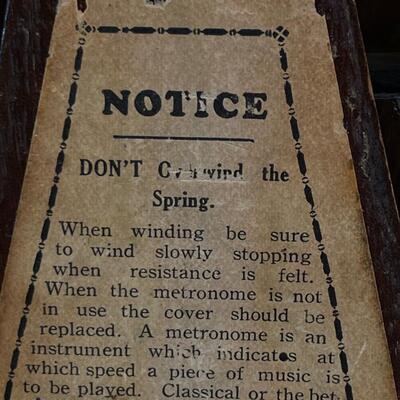 NOTICE
DON'T Overwind the
Spring.
When winding be sure
to wind slowly stopping
when resistance is felt.
When the metronome is not
in use the cover should be
replaced. A metronome is an
instrument which indicates at
which speed a piece of music is
to be played. Classical or the bet-